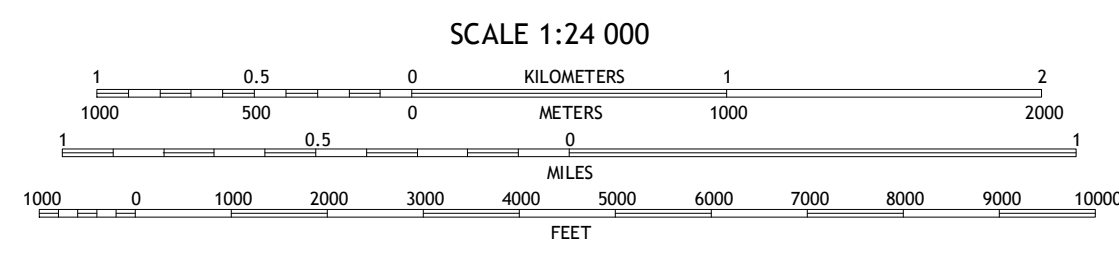 SCALE 1:24 000
1 0.5 0 KILOMETERS 1 2
1000 500 0 METERS 1000 2000
1 0.5 0 1
MILES
1000 0 1000 2000 3000 4000 5000 6000 7000 8000 9000 10000
FEET